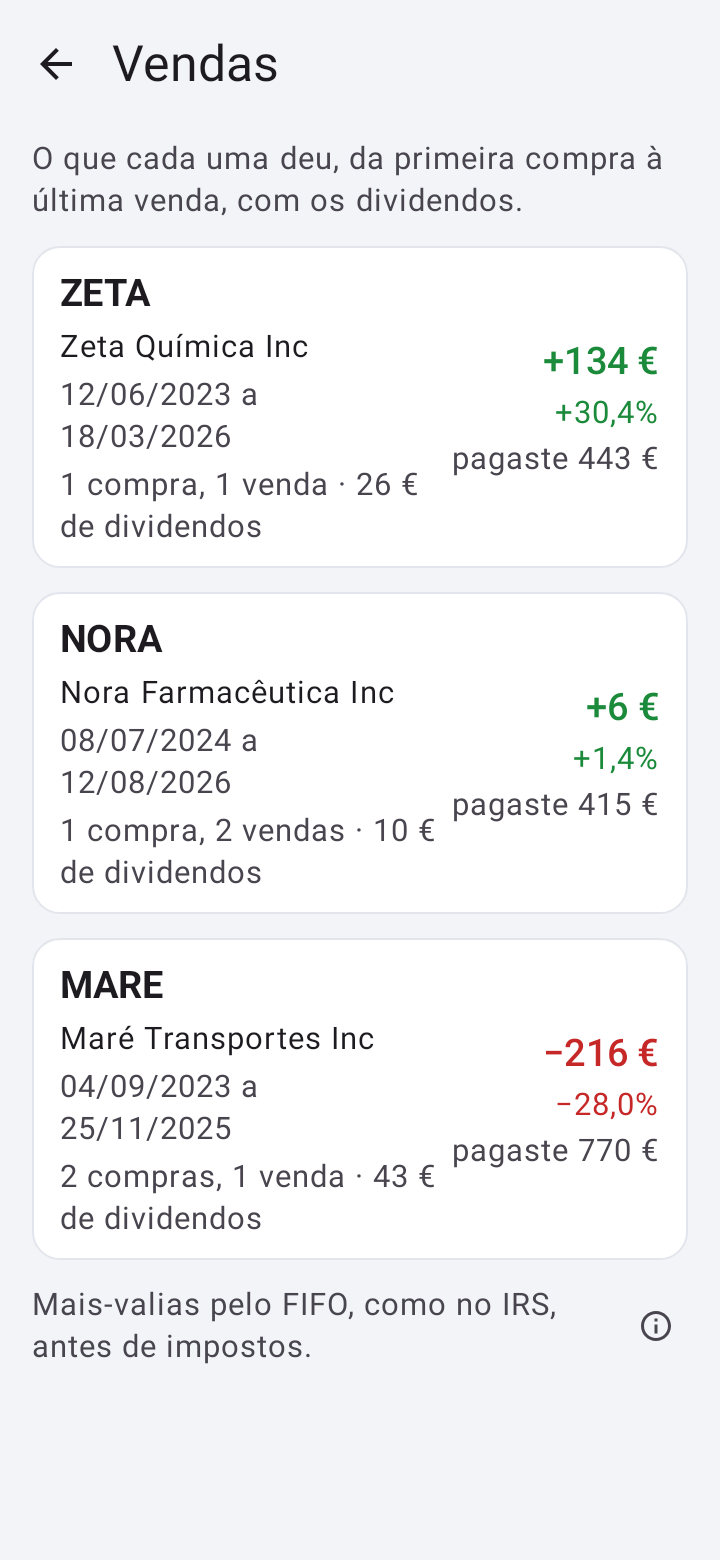 Vendas
O que cada uma deu, da primeira compra à
última venda, com os dividendos.
ZETA
Zeta Química Inc
12/06/2023 a
18/03/2026
1 compra, 1 venda · 26 €
de dividendos
+134 €
+30,4%
pagaste 443 €
NORA
Nora Farmacêutica Inc
08/07/2024 a
12/08/2026
1 compra, 2 vendas · 10 €
de dividendos
+6 €
+1,4%
pagaste 415 €
MARE
Maré Transportes Inc
04/09/2023 a
25/11/2025
2 compras, 1 venda · 43 €
de dividendos
−216 €
−28,0%
pagaste 770 €
Mais-valias pelo FIFO, como no IRS,
antes de impostos.